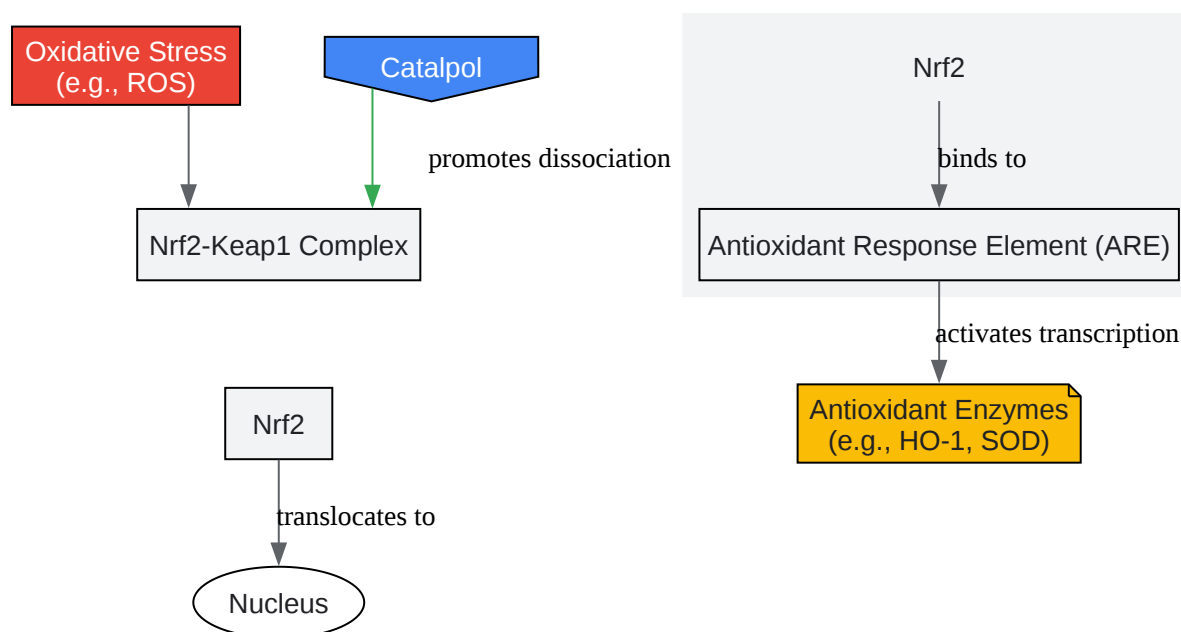 Oxidative Stress
(e.g., ROS)
Catalpol
promotes dissociation
Nrf2-Keap1 Complex
Nrf2
translocates to
Nucleus
Nrf2
binds to
Antioxidant Response Element (ARE)
activates transcription
Antioxidant Enzymes
(e.g., HO-1, SOD)